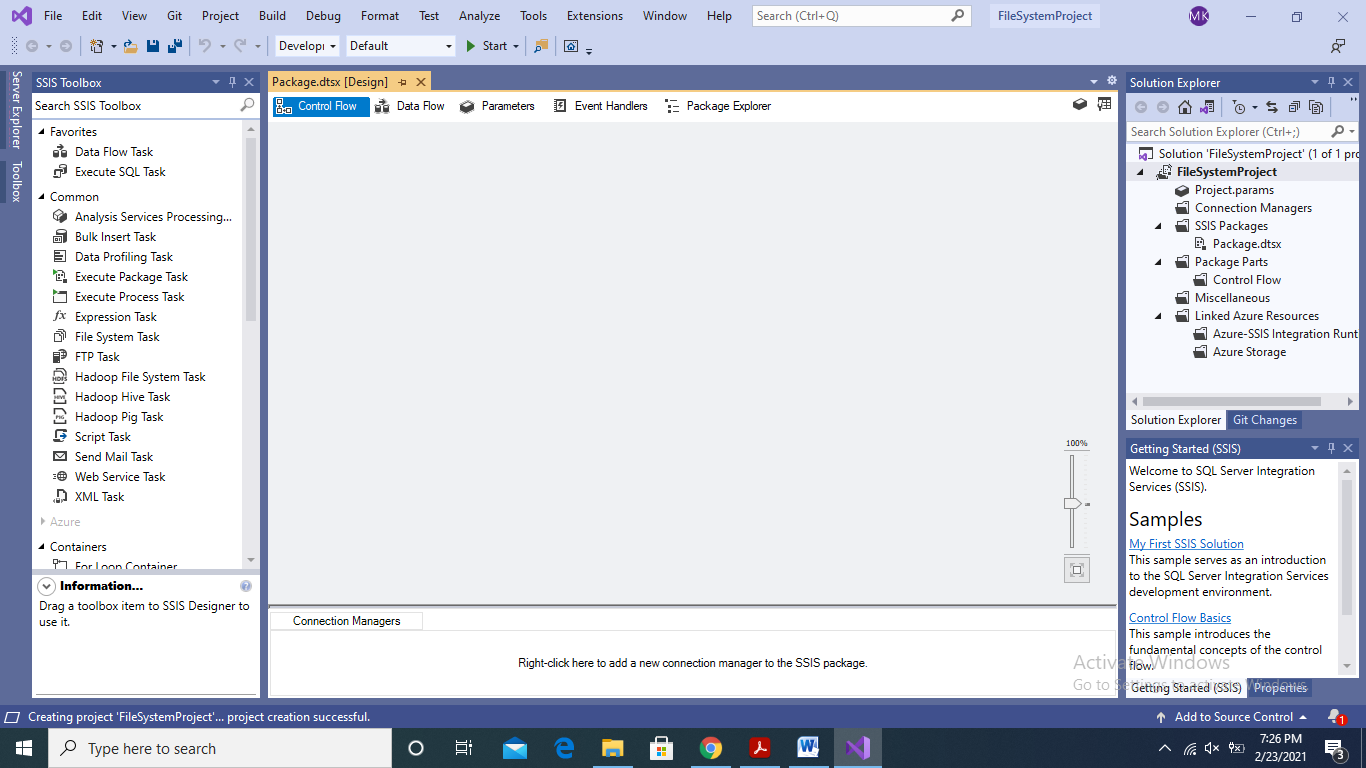 File Edit View Git Project Build Debug Format Test Analyze Tools Extensions Window Help Search (Ctrl+Q) FileSystemProject MK
Develop Default Start
Server Explorer
Toolbox
SSIS Toolbox
Search SSIS Toolbox
Favorites
Data Flow Task
Execute SQL Task
Common
Analysis Services Processing...
Bulk Insert Task
Data Profiling Task
Execute Package Task
Execute Process Task
Expression Task
File System Task
FTP Task
Hadoop File System Task
Hadoop Hive Task
Hadoop Pig Task
Script Task
Send Mail Task
Web Service Task
XML Task
Azure
Containers
For Loop Container
Information...
Drag a toolbox item to SSIS Designer to
use it.
Package.dtsx [Design]
Control Flow Data Flow Parameters Event Handlers Package Explorer
100%
Connection Managers
Right-click here to add a new connection manager to the SSIS package.
Solution Explorer
Search Solution Explorer (Ctrl+;)
Solution 'FileSystemProject' (1 of 1 pro
FileSystemProject
Project.params
Connection Managers
SSIS Packages
Package.dtsx
Package Parts
Control Flow
Miscellaneous
Linked Azure Resources
Azure-SSIS Integration Runt
Azure Storage
Solution Explorer Git Changes
Getting Started (SSIS)
Welcome to SQL Server Integration
Services (SSIS).
Samples
My First SSIS Solution
This sample serves as an introduction
to the SQL Server Integration Services
development environment.
Control Flow Basics
This sample introduces the
fundamental concepts of the control
flow.
Activate Windows
Go to Settings to activate Windows.
Getting Started (SSIS) Properties
Creating project 'FileSystemProject'... project creation successful.
Add to Source Control
1
Type here to search
7:26 PM
2/23/2021
3